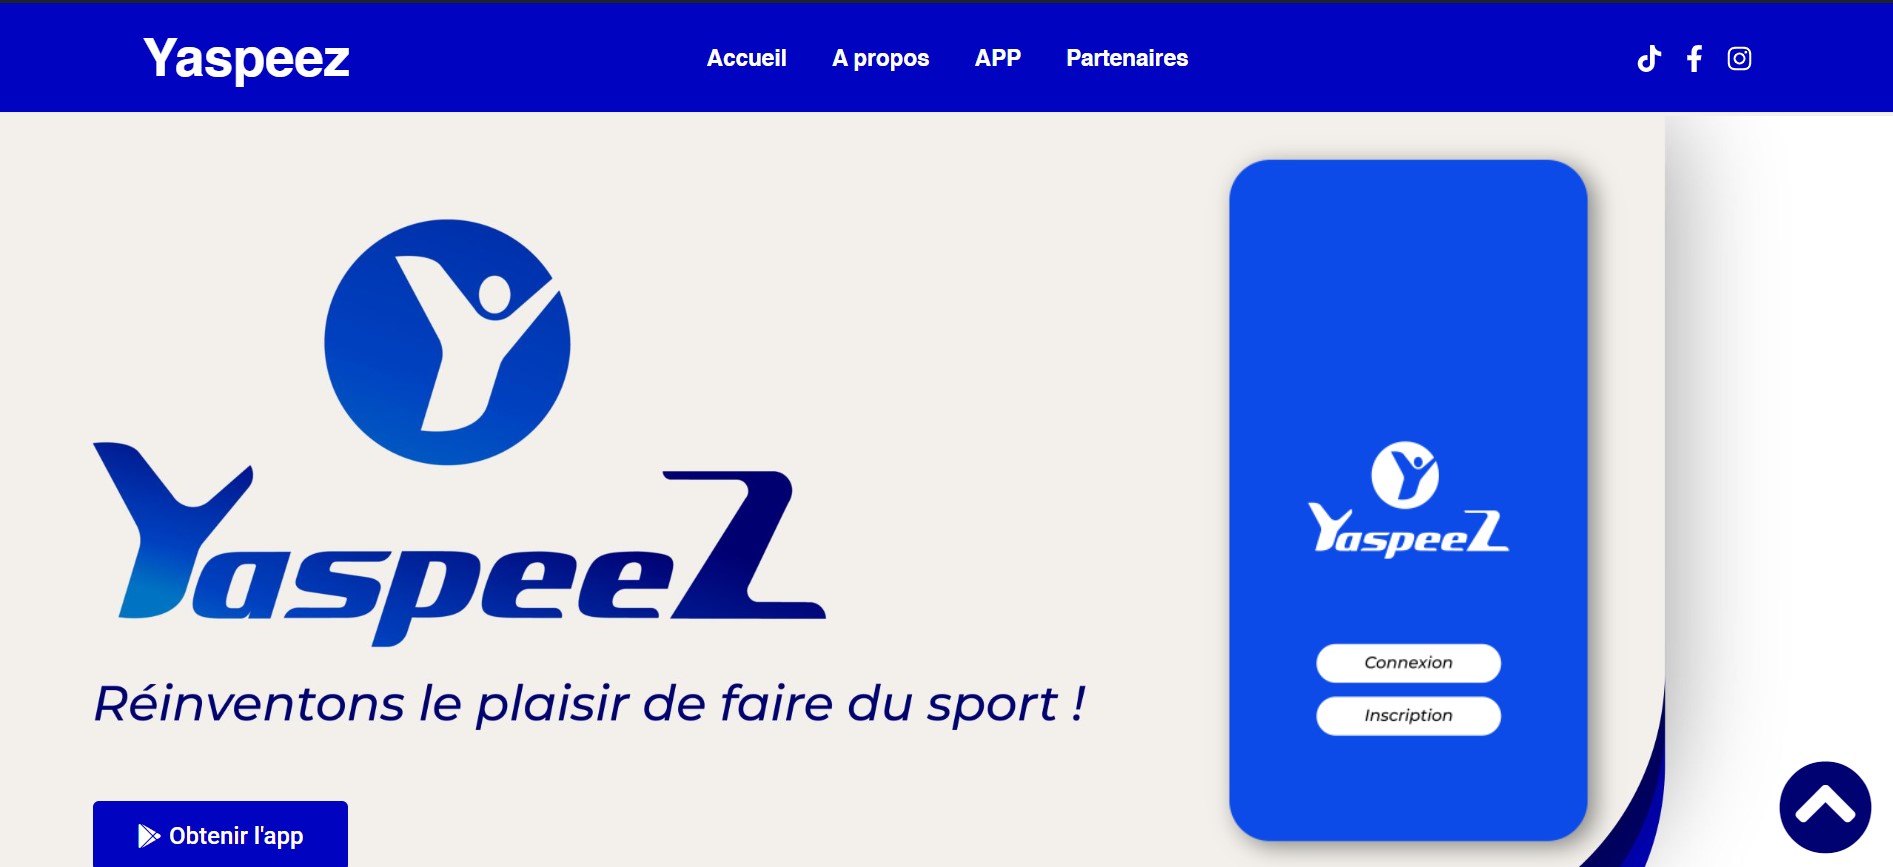 Yaspeez
Accueil
A propos
APP
Partenaires
YaspeeZ
Réinventons le plaisir de faire du sport !
Obtenir l'app
YaspeeZ
Connexion
Inscription